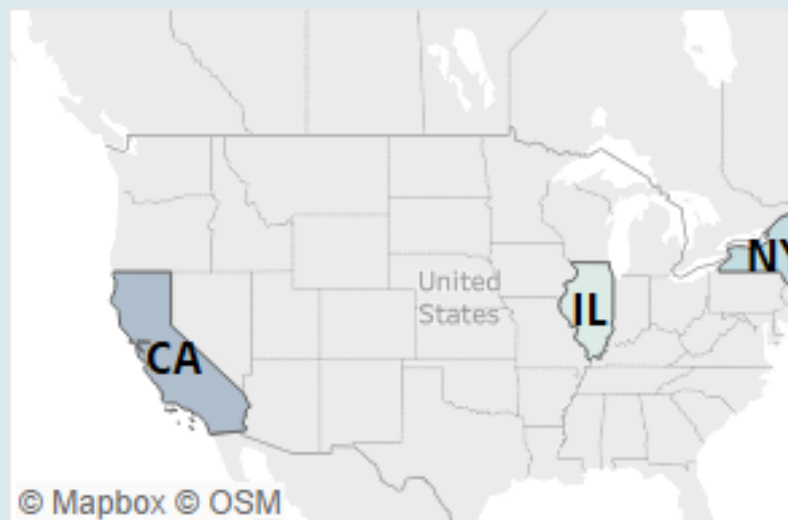 United
States
CA
IL
NY
© Mapbox © OSM